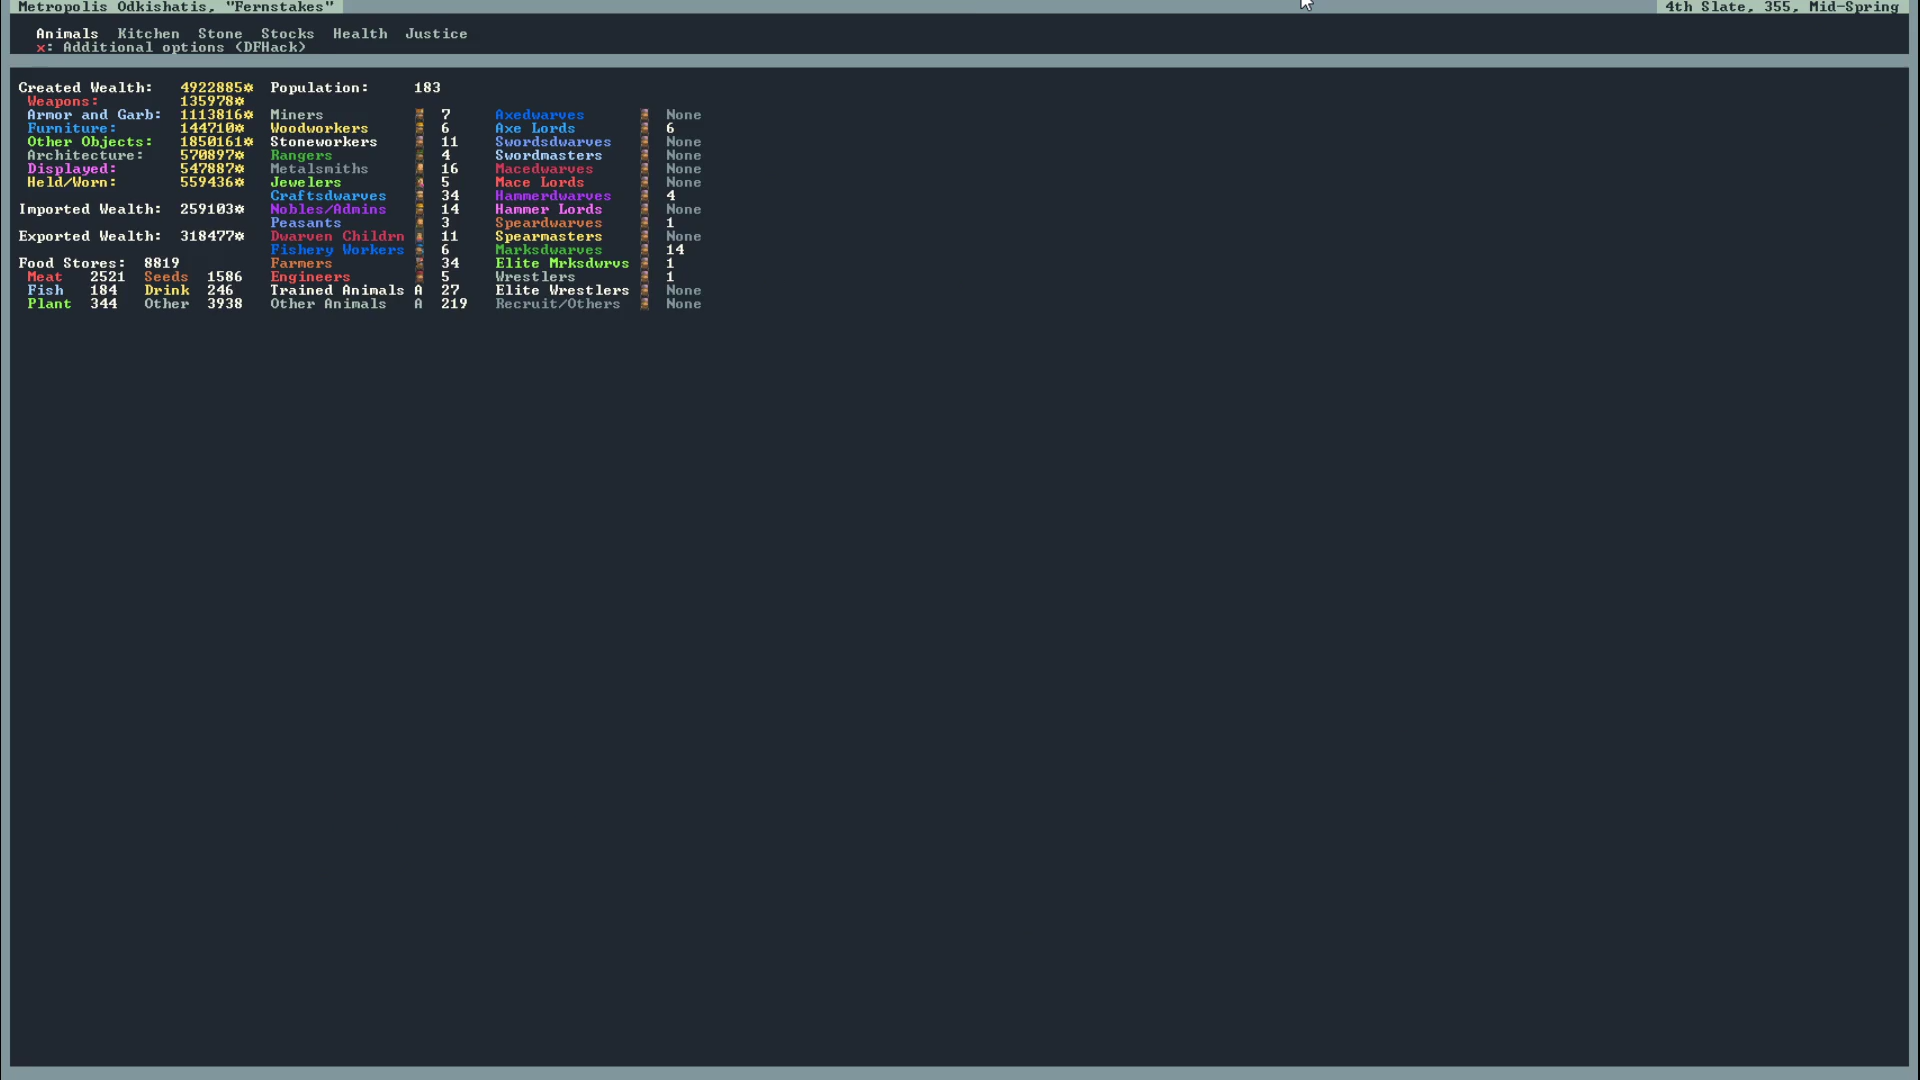 Metropolis Odkishatis, "Fernstakes" 4th Slate, 355, Mid-Spring
Animals Kitchen Stone Stocks Health Justice
x: Additional options (DFHack)
Created Wealth: 4922885☼ Population: 183
Weapons: 135978☼
Armor and Garb: 1113816☼ Miners 7 Axedwarves None
Furniture: 144710☼ Woodworkers 6 Axe Lords 6
Other Objects: 1850161☼ Stoneworkers 11 Swordsdwarves None
Architecture: 570897☼ Rangers 4 Swordmasters None
Displayed: 547887☼ Metalsmiths 16 Macedwarves None
Held/Worn: 559436☼ Jewelers 5 Mace Lords None
Craftsdwarves 34 Hammerdwarves 4
Imported Wealth: 259103☼ Nobles/Admins 14 Hammer Lords None
Peasants 3 Speardwarves 1
Exported Wealth: 318477☼ Dwarven Childrn 11 Spearmasters None
Fishery Workers 6 Marksdwarves 14
Food Stores: 8819 Farmers 34 Elite Mrksdwrvs 1
Meat 2521 Seeds 1586 Engineers 5 Wrestlers 1
Fish 184 Drink 246 Trained Animals A 27 Elite Wrestlers None
Plant 344 Other 3938 Other Animals A 219 Recruit/Others None